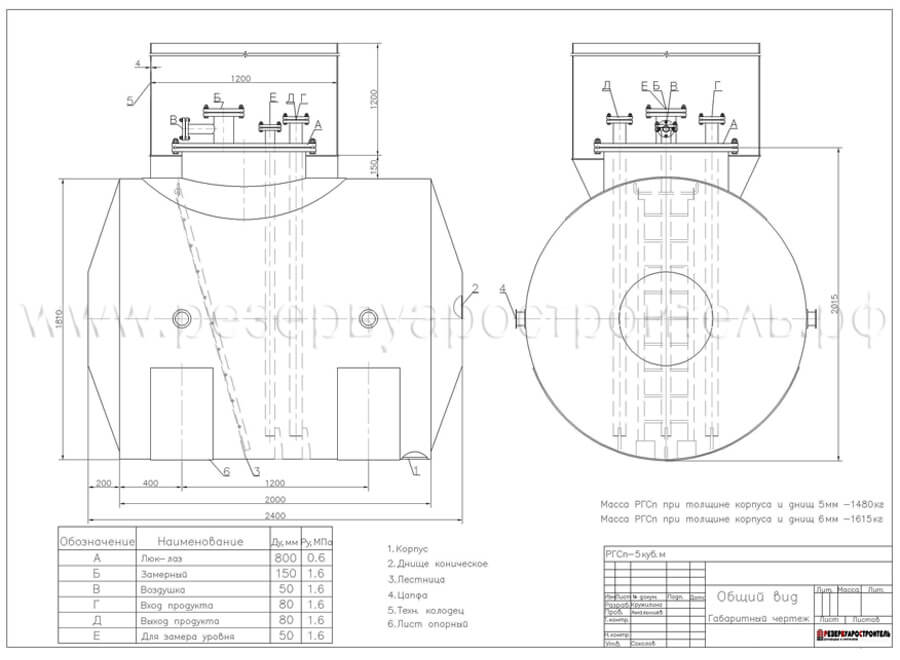 4
1200
1200
5
Б
Е
Д
Г
В
А
150
Д
Е
Б
В
Г
А
www.резервуаростроитель.рф
1810
2
4
2015
6
3
1
200
400
1200
2000
2400
Масса РГСп при толщине корпуса и днищ 5мм –1480кг
Масса РГСп при толщине корпуса и днищ 6мм –1615кг
Обозначение Наименование Ду, мм Ру, МПа
А Люк–лаз 800 0.6
Б Замерный 150 1.6
В Воздушка 50 1.6
Г Вход продукта 80 1.6
Д Выход продукта 80 1.6
Е Для замера уровня 50 1.6
1. Корпус
2. Днище коническое
3. Лестница
4. Цапфа
5. Техн. колодец
6. Лист опорный
РГСп–5куб.м
Изм Лист № докум. Подп. Дата
Разраб. Кружилина
Пров.
Т.контр.
Н.контр.
Утв. Соколов
Общий вид
Габаритный чертеж
Лит. Масса Лит.
Лист Листов
РЕЗЕРВУАРОСТРОИТЕЛЬ